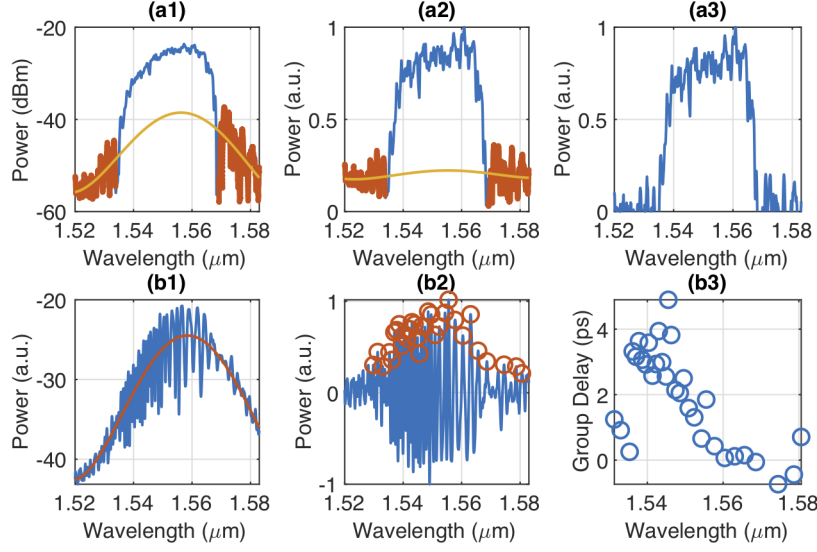 (a1)
(a2)
(a3)
Power (dBm)
-20
-40
-60
1.52
1.54
1.56
1.58
Wavelength (μm)
Power (a.u.)
1
0.5
0
1.52
1.54
1.56
1.58
Wavelength (μm)
Power (a.u.)
1
0.5
0
1.52
1.54
1.56
1.58
Wavelength (μm)
(b1)
(b2)
(b3)
Power (a.u.)
-20
-30
-40
1.52
1.54
1.56
1.58
Wavelength (μm)
Power (a.u.)
1
0
-1
1.52
1.54
1.56
1.58
Wavelength (μm)
Group Delay (ps)
4
2
0
1.54
1.56
1.58
Wavelength (μm)